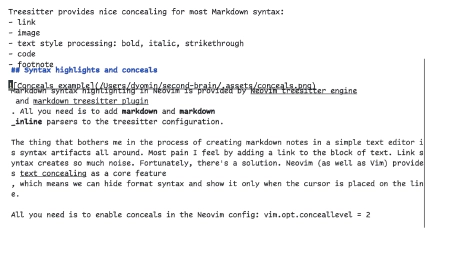 Treesitter provides nice concealing for most Markdown syntax:
- link
- image
- text style processing: bold, italic, strikethrough
- code
- footnote
## Syntax highlights and conceals
![Conceals example](/Users/dyomin/second-brain/.assets/conceals.png)
Markdown syntax highlighting in Neovim is provided by Neovim treesitter engine
and markdown treesitter plugin
. All you need is to add markdown and markdown
_inline parsers to the treesitter configuration.
The thing that bothers me in the process of creating markdown notes in a simple text editor i
s syntax artifacts all around. Most pain I feel by adding a link to the block of text. Link s
yntax creates so much noise. Fortunately, there's a solution. Neovim (as well as Vim) provide
s text concealing as a core feature
, which means we can hide format syntax and show it only when the cursor is placed on the lin
e.
All you need is to enable conceals in the Neovim config: vim.opt.conceallevel = 2